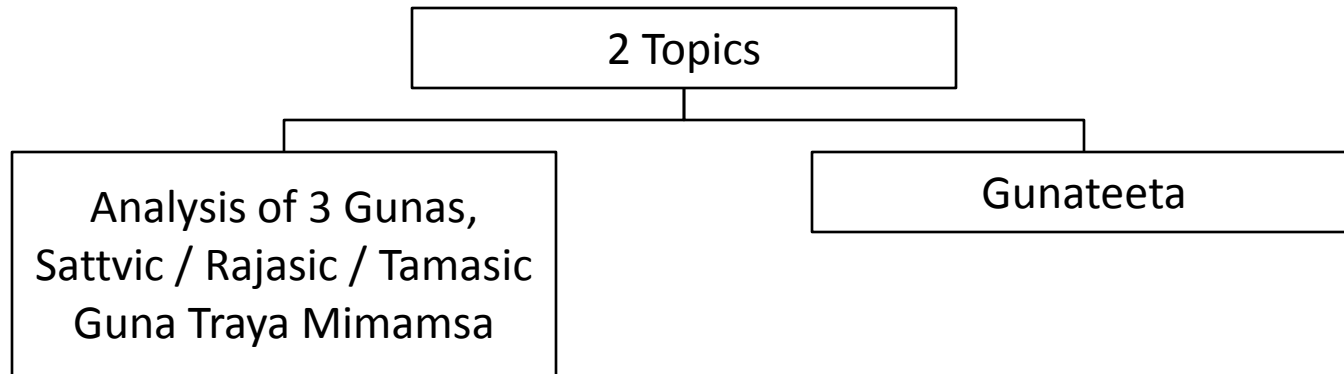 2 Topics
Analysis of 3 Gunas,
Sattvic / Rajasic / Tamasic
Guna Traya Mimamsa
Gunateeta